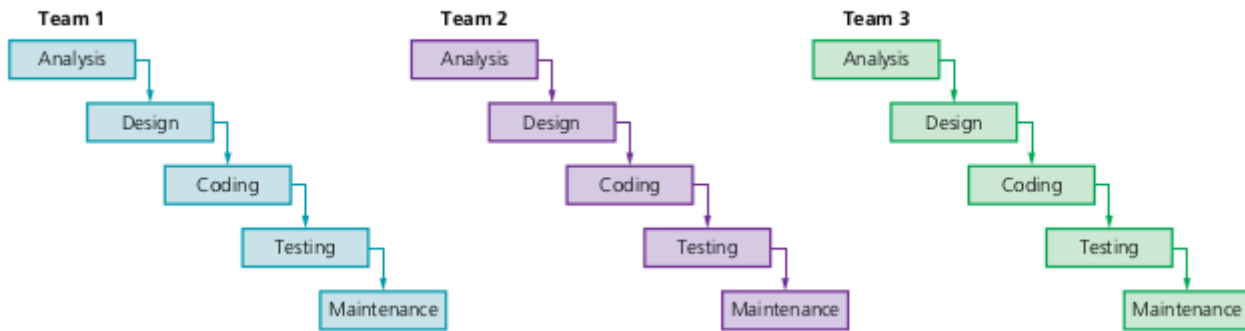 Team 1
Team 2
Team 3
Analysis
Analysis
Analysis
Design
Design
Design
Coding
Coding
Coding
Testing
Testing
Testing
Maintenance
Maintenance
Maintenance